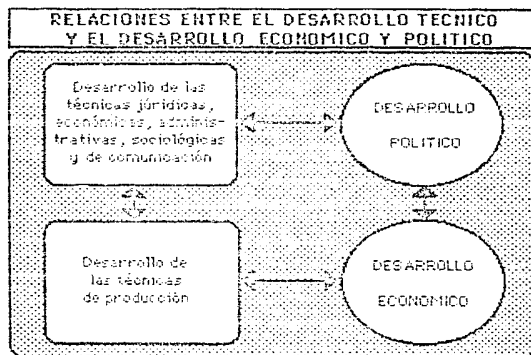 RELACIONES ENTRE EL DESARROLLO TECNICO
Y EL DESARROLLO ECONOMICO Y POLITICO
Desarrollo de las
técnicas júridicas,
económicas, adminis-
trativas, sociológicas
y de comunicación
DESARROLLO
POLITICO
Desarrollo de
las técnicas
de producción
DESARROLLO
ECONOMICO